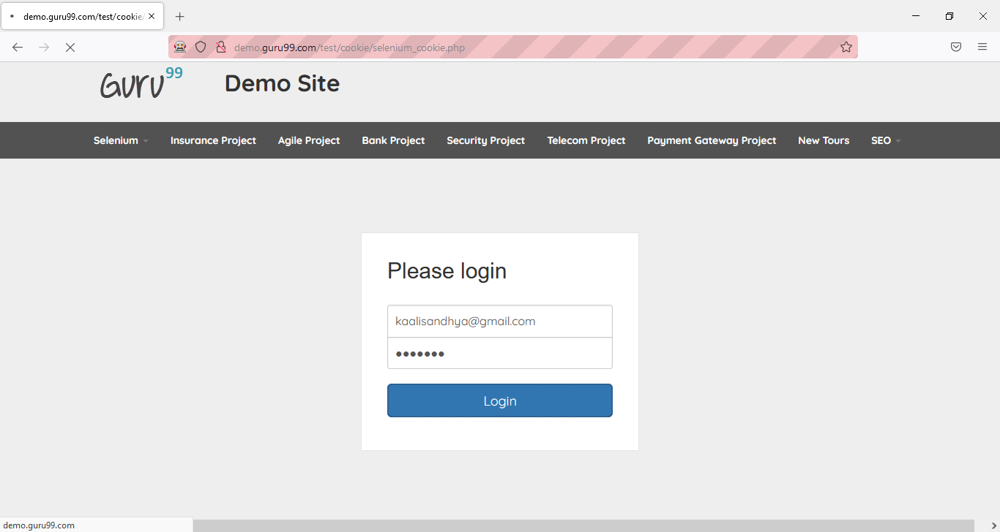 demo.guru99.com/test/cookie/
demo.guru99.com/test/cookie/selenium_cookie.php
Guru99
Demo Site
Selenium Insurance Project Agile Project Bank Project Security Project Telecom Project Payment Gateway Project New Tours SEO
Please login
kaalisandhya@gmail.com
•••••••
Login
demo.guru99.com